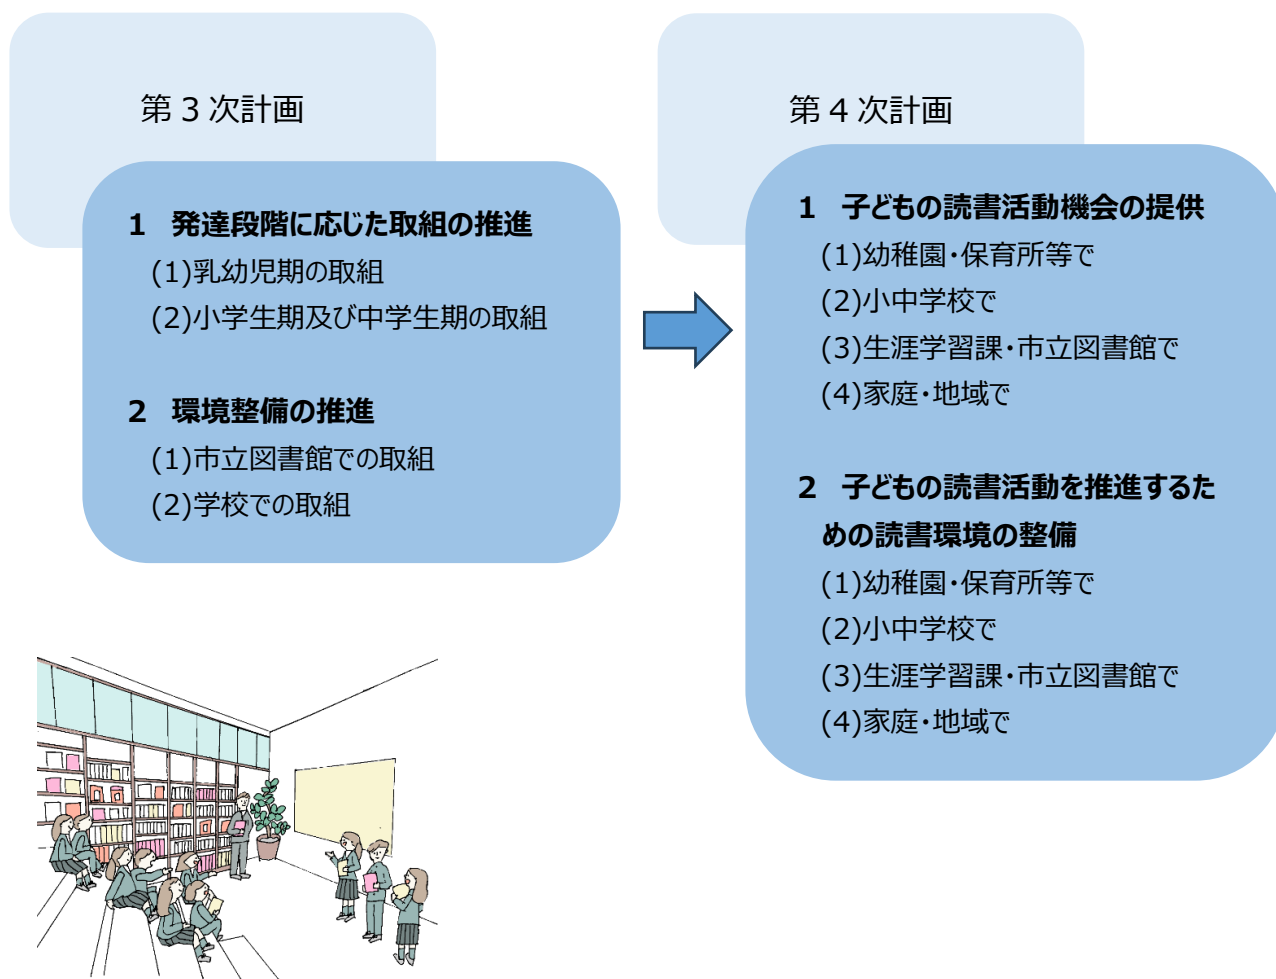 第3次計画
1 発達段階に応じた取組の推進
(1)乳幼児期の取組
(2)小学生期及び中学生期の取組
2 環境整備の推進
(1)市立図書館での取組
(2)学校での取組
第4次計画
1 子どもの読書活動機会の提供
(1)幼稚園・保育所等で
(2)小中学校で
(3)生涯学習課・市立図書館で
(4)家庭・地域で
2 子どもの読書活動を推進するた
めの読書環境の整備
(1)幼稚園・保育所等で
(2)小中学校で
(3)生涯学習課・市立図書館で
(4)家庭・地域で